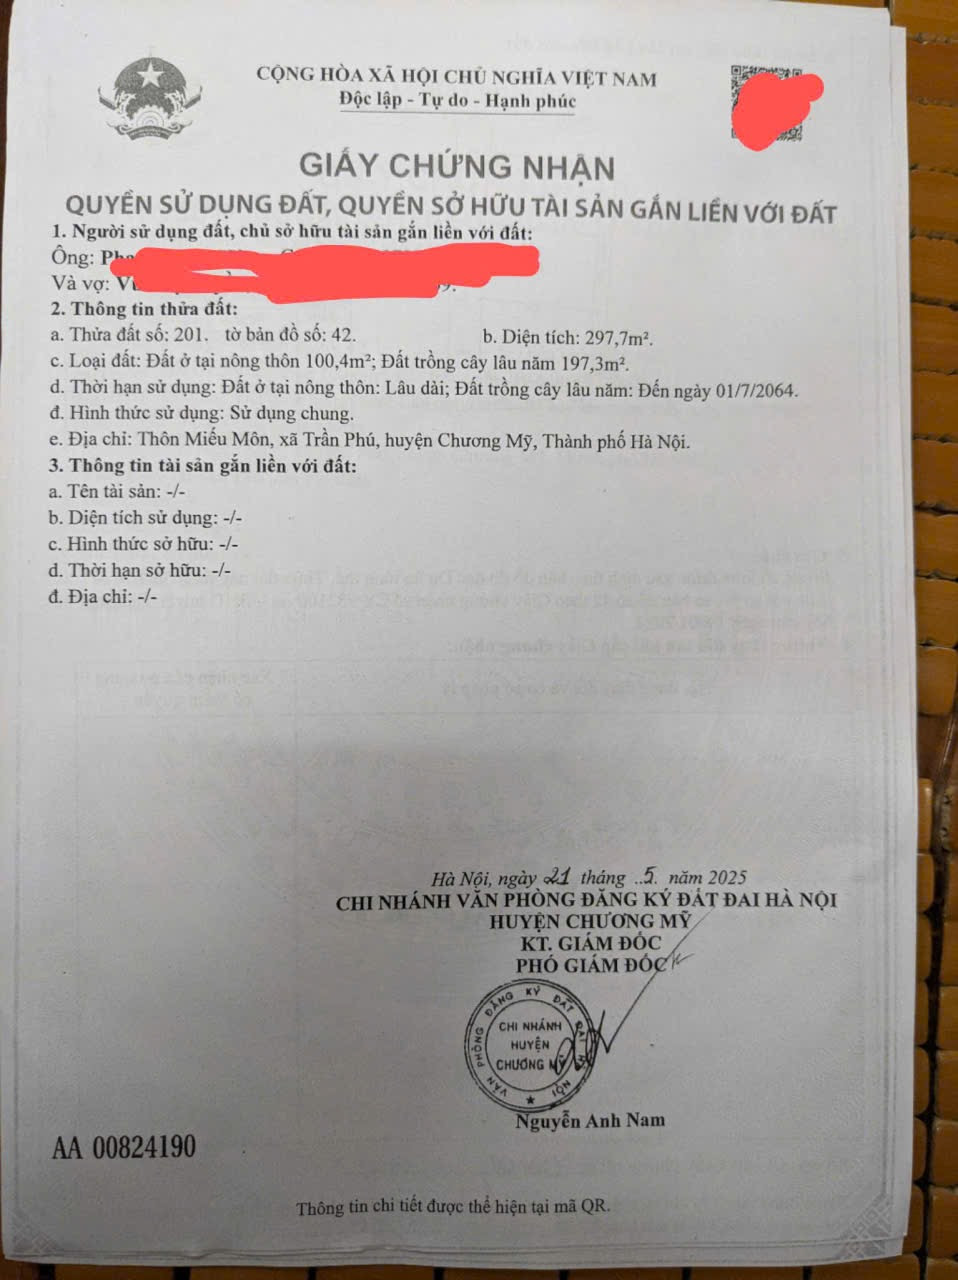 CỘNG HÒA XÃ HỘI CHỦ NGHĨA VIỆT NAM
Độc lập - Tự do - Hạnh phúc
GIẤY CHỨNG NHẬN
QUYỀN SỬ DỤNG ĐẤT, QUYỀN SỞ HỮU TÀI SẢN GẮN LIỀN VỚI ĐẤT
1. Người sử dụng đất, chủ sở hữu tài sản gắn liền với đất:
Ông:
Và vợ:
2. Thông tin thửa đất:
a. Thửa đất số: 201. tờ bản đồ số: 42. b. Diện tích: 297,7m².
c. Loại đất: Đất ở tại nông thôn 100,4m²; Đất trồng cây lâu năm 197,3m².
d. Thời hạn sử dụng: Đất ở tại nông thôn: Lâu dài; Đất trồng cây lâu năm: Đến ngày 01/7/2064.
đ. Hình thức sử dụng: Sử dụng chung.
e. Địa chỉ: Thôn Miếu Môn, xã Trần Phú, huyện Chương Mỹ, Thành phố Hà Nội.
3. Thông tin tài sản gắn liền với đất:
a. Tên tài sản: -/-
b. Diện tích sử dụng: -/-
c. Hình thức sở hữu: -/-
d. Thời hạn sở hữu: -/-
đ. Địa chỉ: -/-
Hà Nội, ngày 21 tháng .5. năm 2025
CHI NHÁNH VĂN PHÒNG ĐĂNG KÝ ĐẤT ĐAI HÀ NỘI
HUYỆN CHƯƠNG MỸ
KT. GIÁM ĐỐC
PHÓ GIÁM ĐỐC
VĂN PHÒNG ĐĂNG KÝ ĐẤT ĐAI HÀ NỘI
CHI NHÁNH
HUYỆN
CHƯƠNG MỸ
Nguyễn Anh Nam
AA 00824190
Thông tin chi tiết được thể hiện tại mã QR.